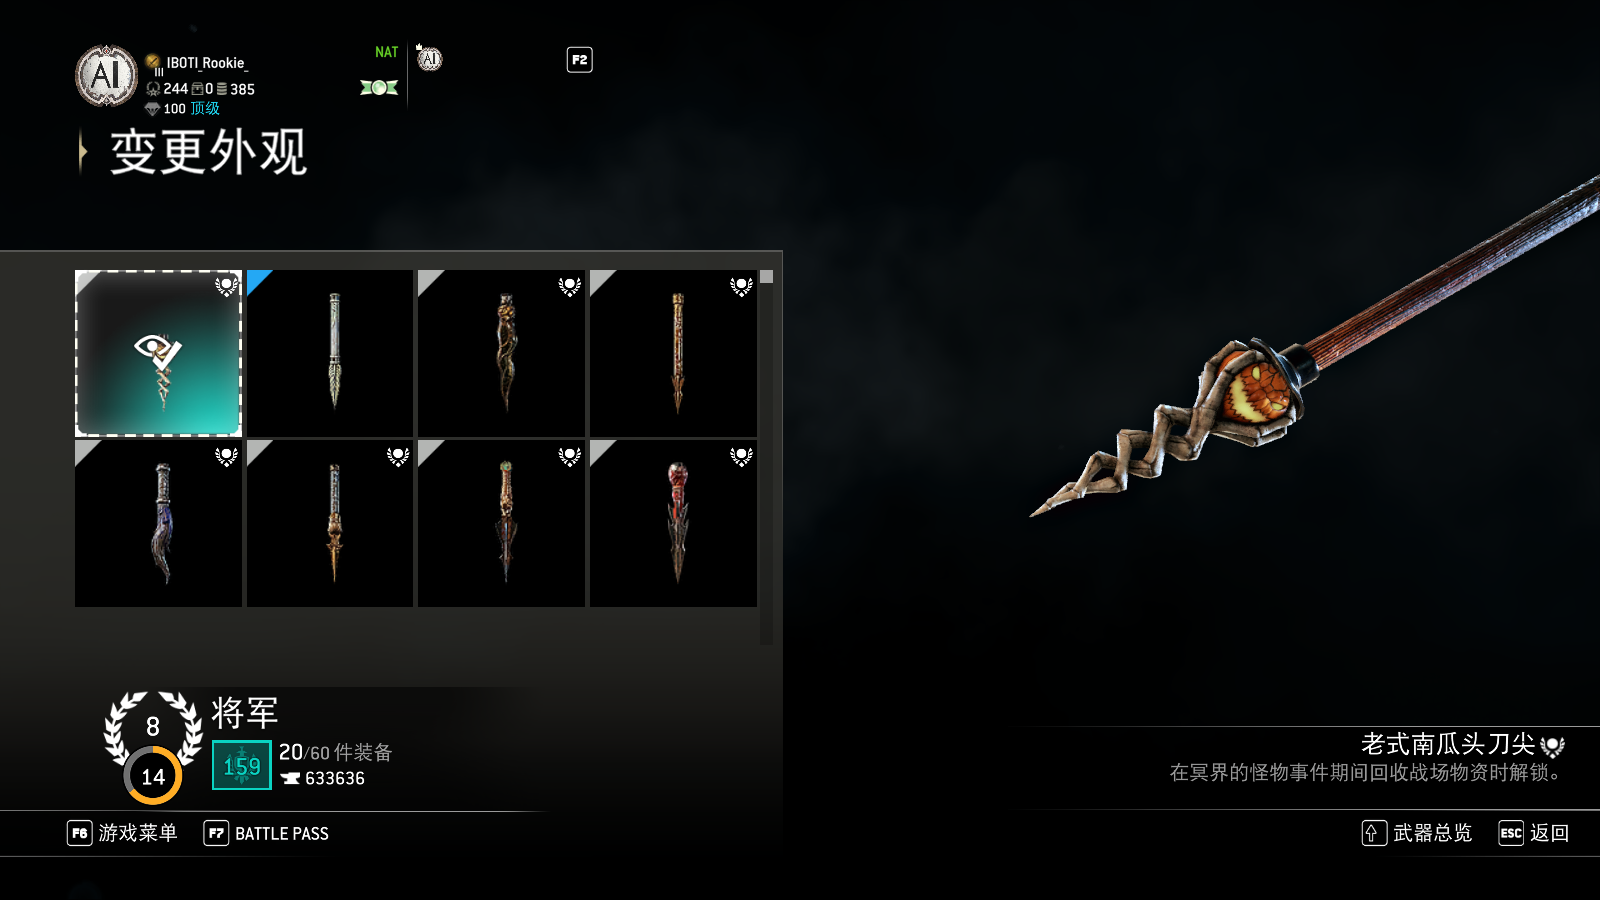 AI
IBOTI_Rookie_
III
244 0 385
100 顶级
NAT
AI
F2
变更外观
8
14
将军
159
20/60 件装备
633636
老式南瓜头刀尖
在冥界的怪物事件期间回收战场物资时解锁。
F6 游戏菜单
F7 BATTLE PASS
武器总览
ESC 返回